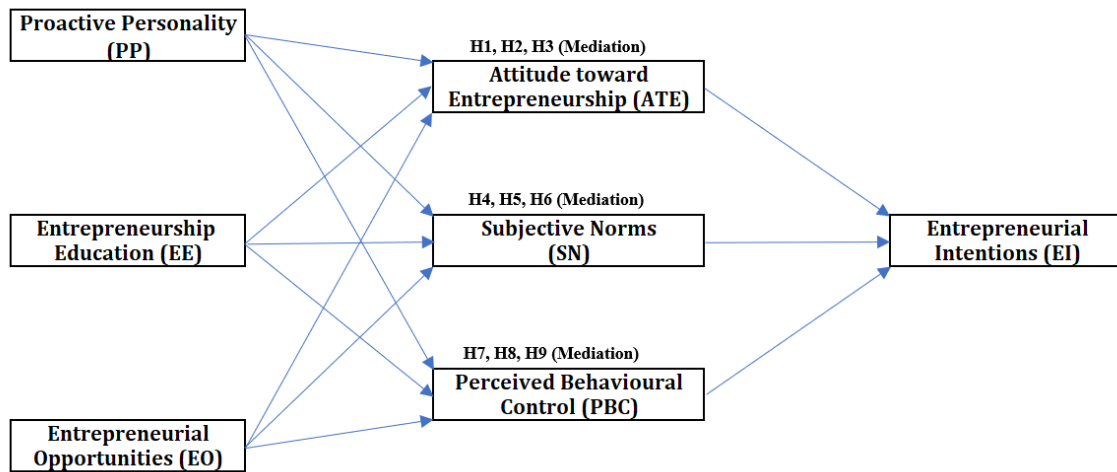 Proactive Personality
(PP)
H1, H2, H3 (Mediation)
Attitude toward
Entrepreneurship (ATE)
H4, H5, H6 (Mediation)
Entrepreneurship
Education (EE)
Subjective Norms
(SN)
Entrepreneurial
Intentions (EI)
H7, H8, H9 (Mediation)
Perceived Behavioural
Control (PBC)
Entrepreneurial
Opportunities (EO)